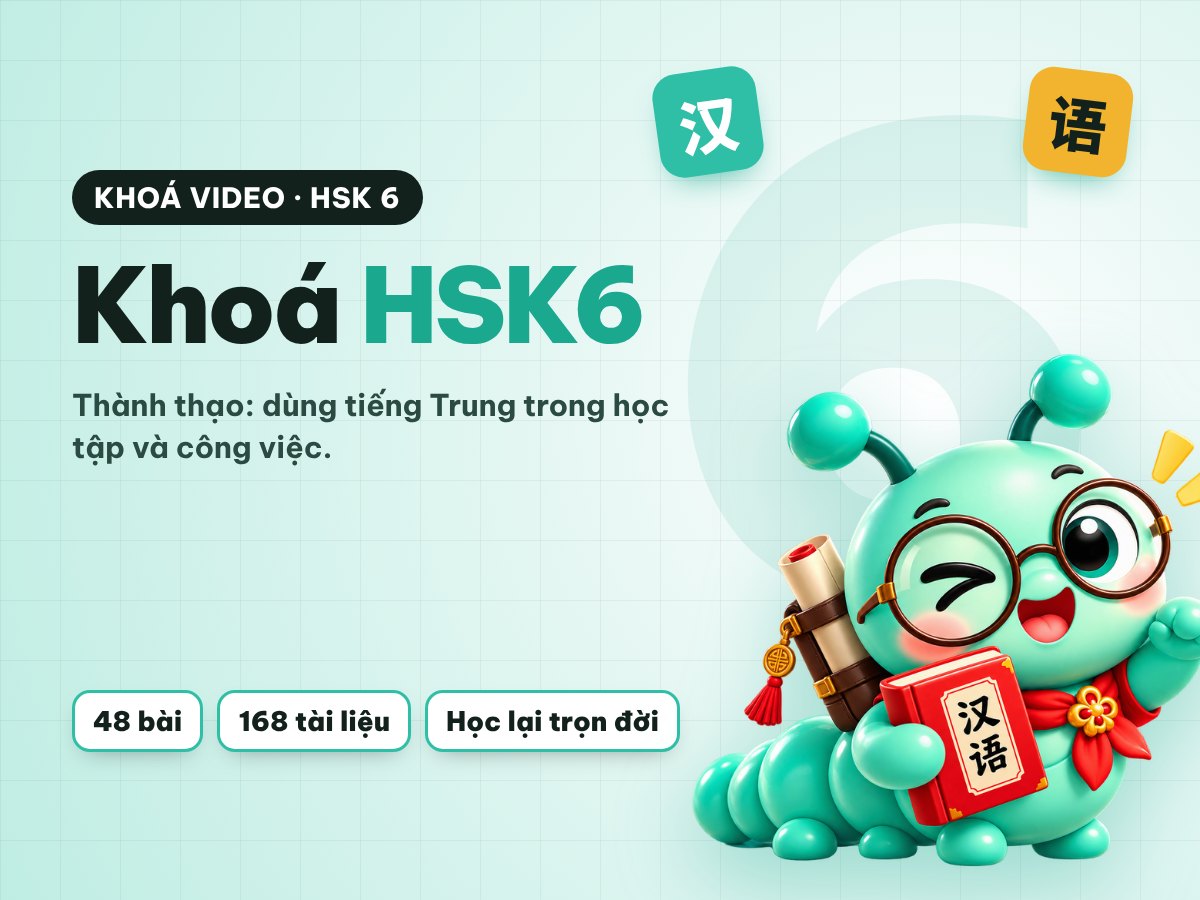 汉
语
KHOÁ VIDEO · HSK 6
6
Khoá HSK6
Thành thạo: dùng tiếng Trung trong học
tập và công việc.
汉
语
48 bài
168 tài liệu
Học lại trọn đời